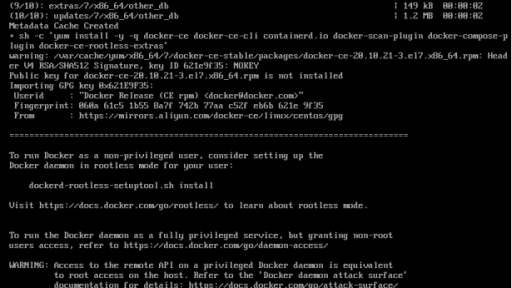 (9/10): extras/7/x86_64/other_db | 149 kB 00:00:02
(10/10): updates/7/x86_64/other_db | 1.2 MB 00:00:02
Metadata Cache Created
+ sh -c 'yum install -y -q docker-ce docker-ce-cli containerd.io docker-scan-plugin docker-compose-p
lugin docker-ce-rootless-extras'
warning: /var/cache/yum/x86_64/7/docker-ce-stable/packages/docker-ce-20.10.21-3.el7.x86_64.rpm: Head
er V4 RSA/SHA512 Signature, key ID 621e9f35: NOKEY
Public key for docker-ce-20.10.21-3.el7.x86_64.rpm is not installed
Importing GPG key 0x621E9F35:
Userid : "Docker Release (CE rpm) <docker@docker.com>"
Fingerprint: 060a 61c5 1b55 8a7f 742b 77aa c52f eb6b 621e 9f35
From : https://mirrors.aliyun.com/docker-ce/linux/centos/gpg
================================================================================
To run Docker as a non-privileged user, consider setting up the
Docker daemon in rootless mode for your user:
dockerd-rootless-setuptool.sh install
Visit https://docs.docker.com/go/rootless/ to learn about rootless mode.
To run the Docker daemon as a fully privileged service, but granting non-root
users access, refer to https://docs.docker.com/go/daemon-access/
WARNING: Access to the remote API on a privileged Docker daemon is equivalent
to root access on the host. Refer to the 'Docker daemon attack surface'
documentation for details: https://docs.docker.com/go/attack-surface/